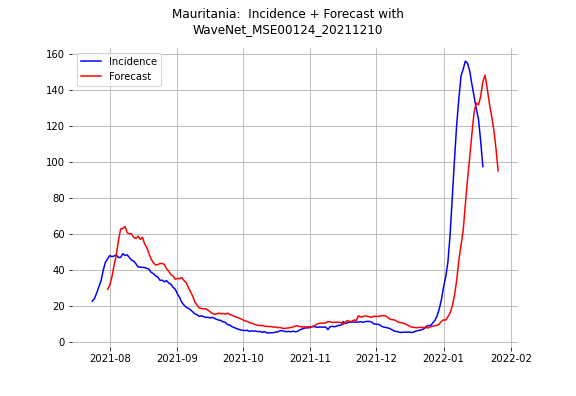 Mauritania:  Incidence + Forecast with
WaveNet_MSE00124_20211210
Incidence
Forecast
160
140
120
100
80
60
40
20
0
2021-08 2021-09 2021-10 2021-11 2021-12 2022-01 2022-02